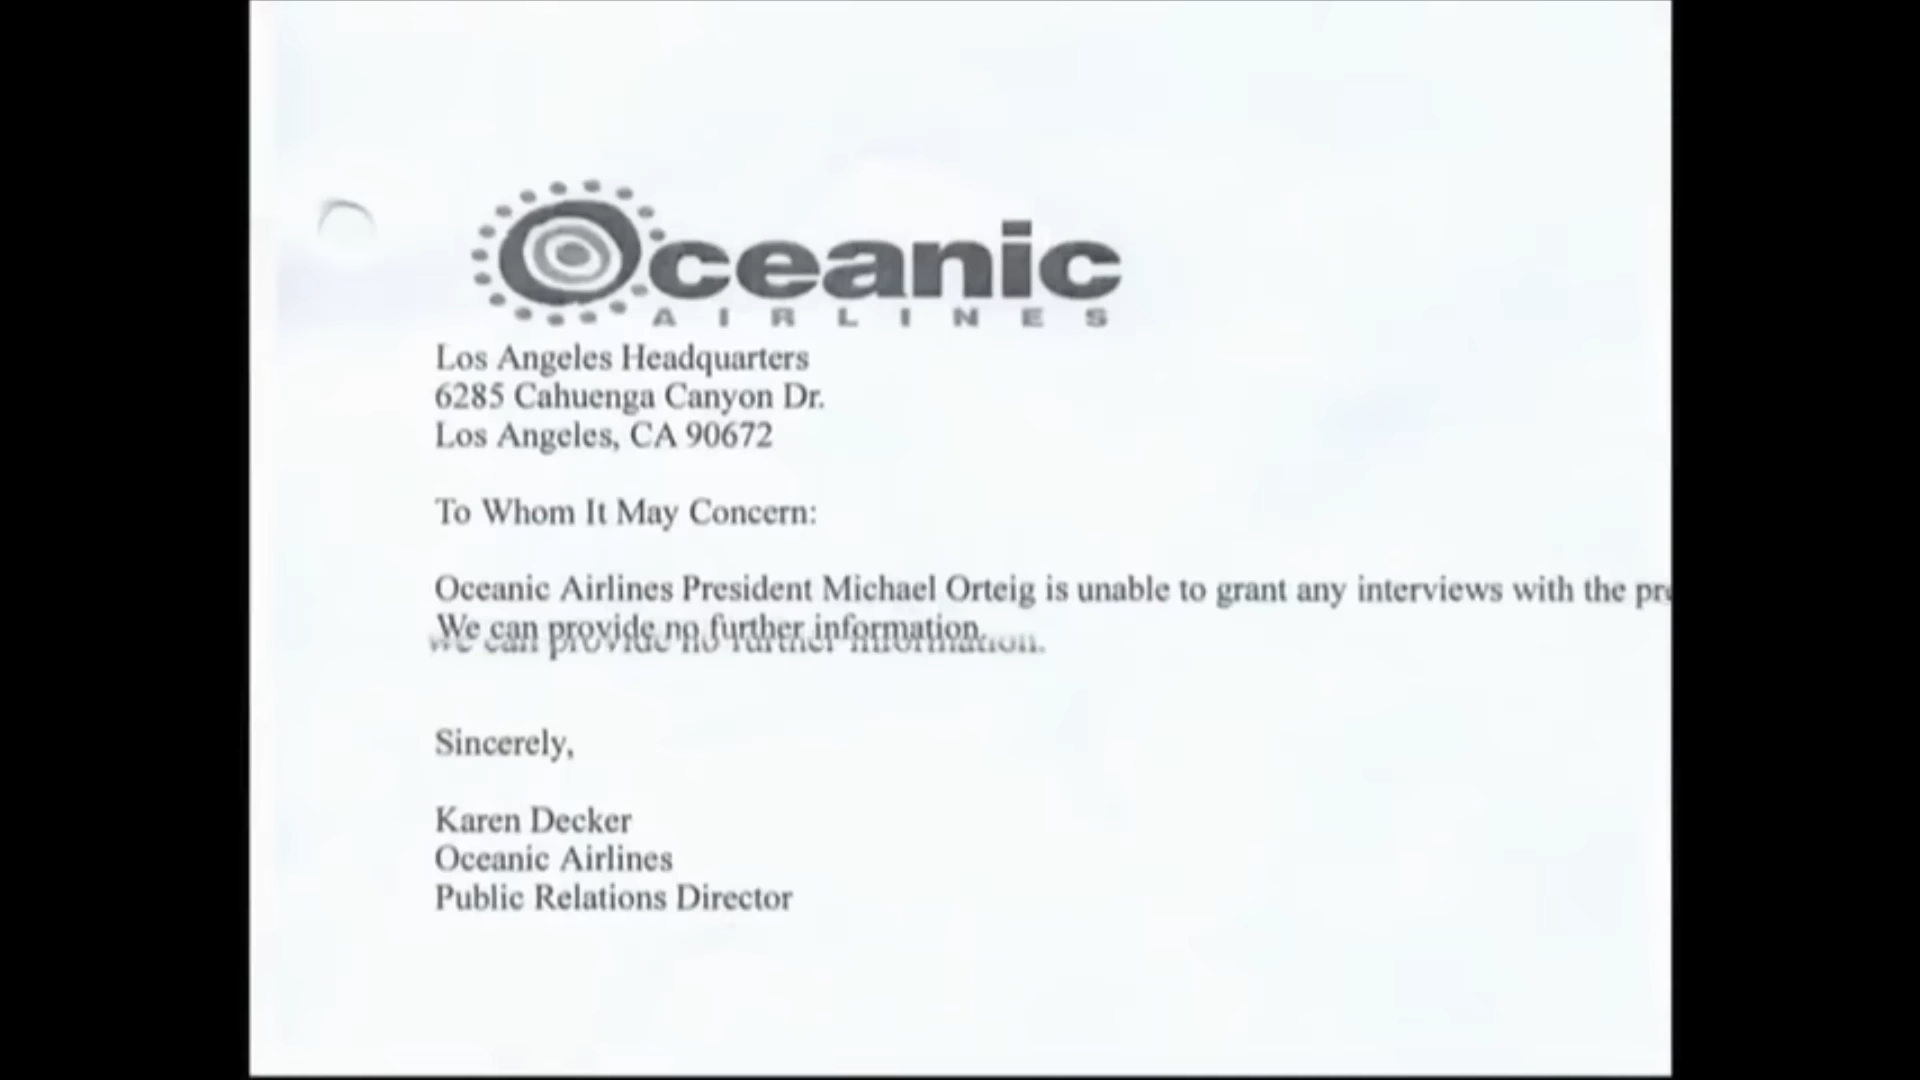 Oceanic
AIRLINES
Los Angeles Headquarters
6285 Cahuenga Canyon Dr.
Los Angeles, CA 90672
To Whom It May Concern:
Oceanic Airlines President Michael Orteig is unable to grant any interviews with the
We can provide no further information.
Sincerely,
Karen Decker
Oceanic Airlines
Public Relations Director